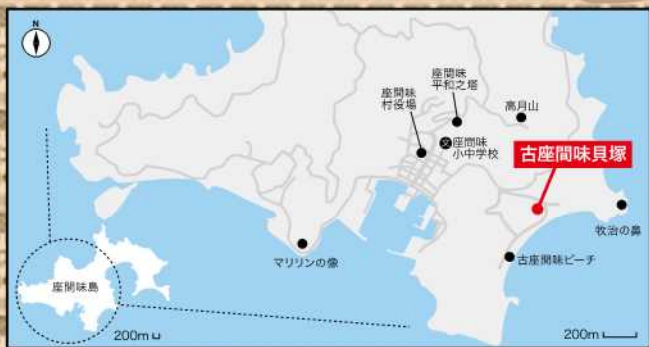 N
座間味
平和之塔
座間味
村役場
高月山
文
座間味
小中学校
古座間味貝塚
牧治の鼻
マリリンの像
古座間味ビーチ
座間味島
200m
200m